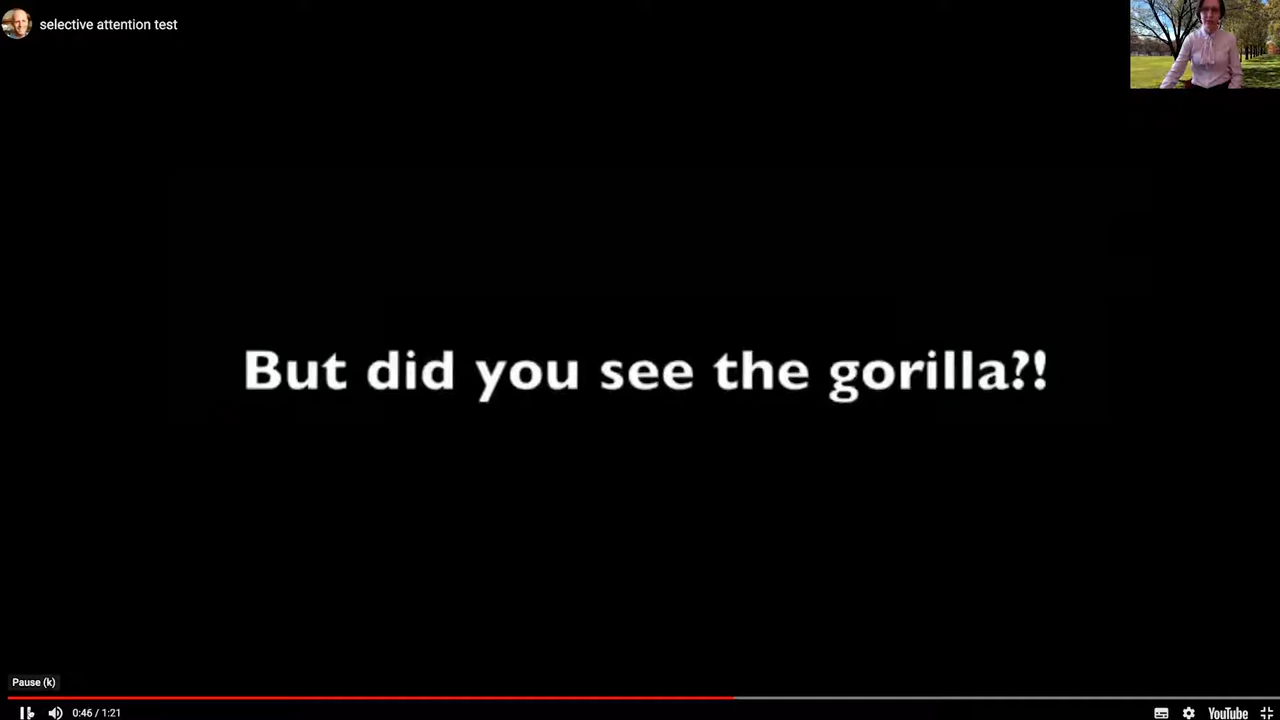 selective attention test
But did you see the gorilla?!
Pause (k)
0:46 / 1:21
YouTube